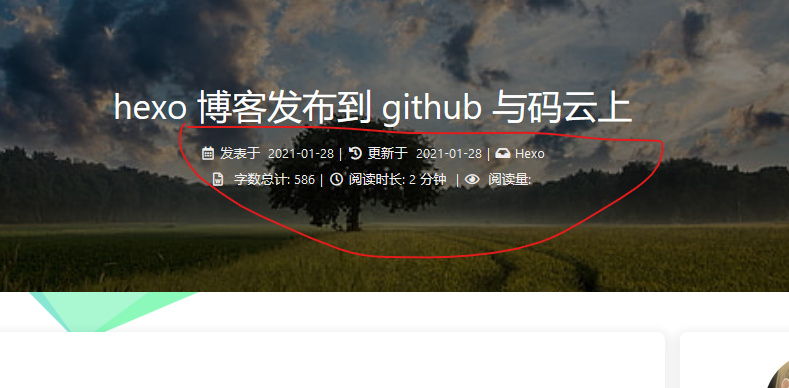 hexo 博客发布到 github 与码云上
发表于 2021-01-28 | 更新于 2021-01-28 | Hexo
字数总计: 586 | 阅读时长: 2 分钟 | 阅读量: